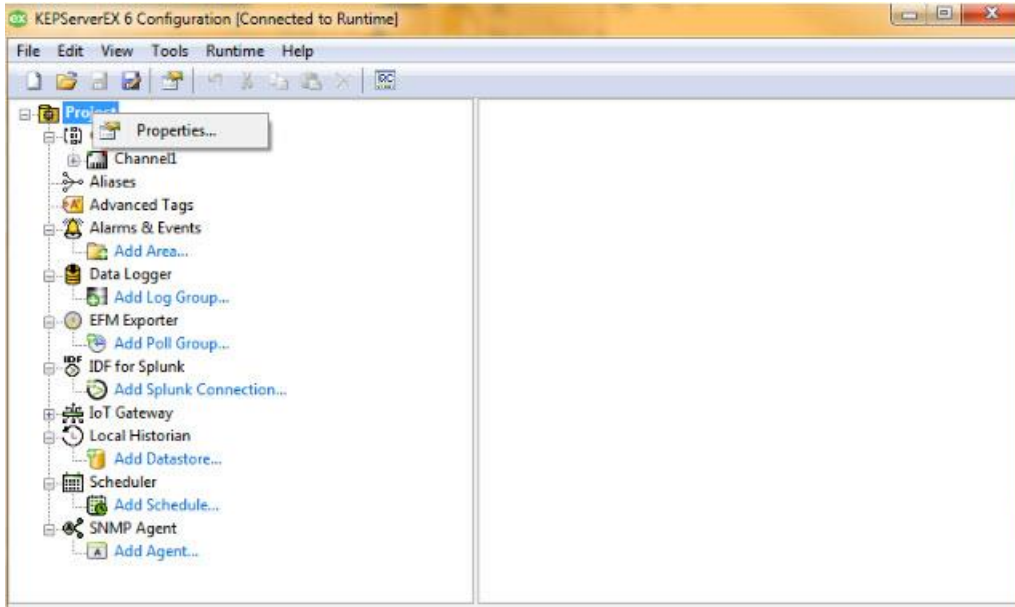 KEPServerEX 6 Configuration [Connected to Runtime]
File Edit View Tools Runtime Help
Project
Properties...
Channel1
Aliases
Advanced Tags
Alarms & Events
Add Area...
Data Logger
Add Log Group...
EFM Exporter
Add Poll Group...
IDF for Splunk
Add Splunk Connection...
IoT Gateway
Local Historian
Add Datastore...
Scheduler
Add Schedule...
SNMP Agent
Add Agent...